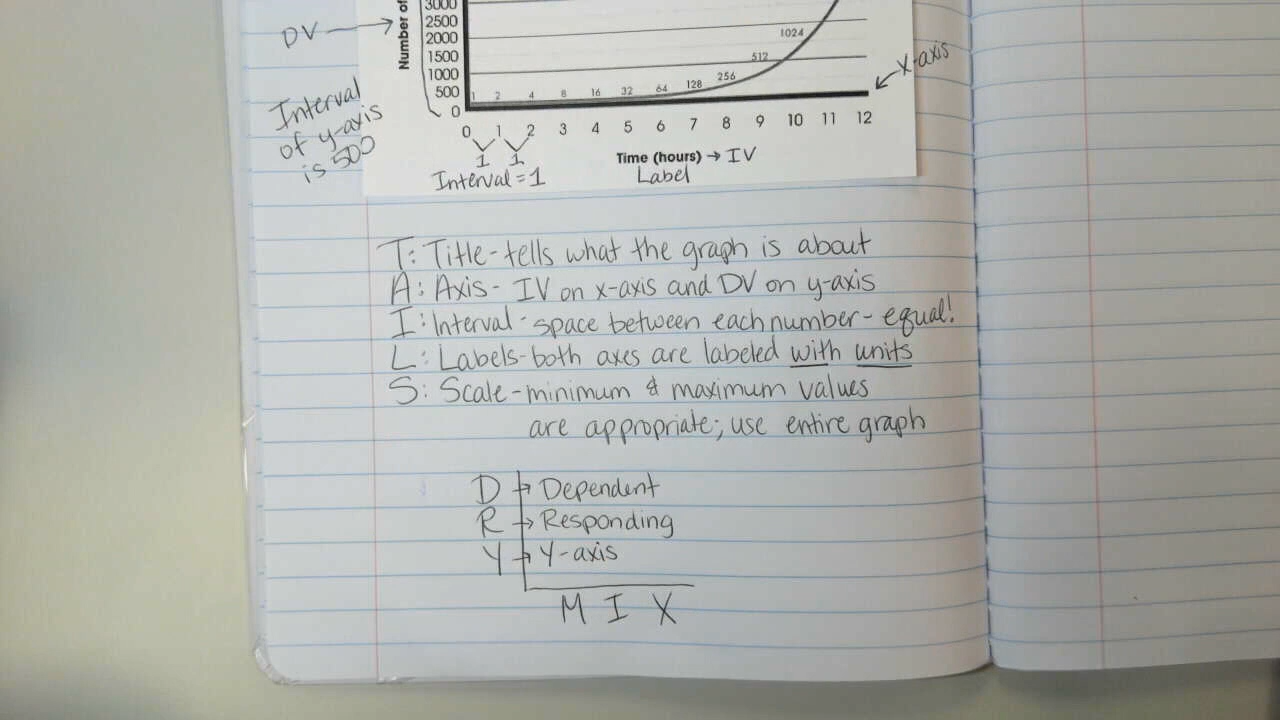 3000
2500
2000
1500
1000
500
0
Number of
DV
Interval
of y-axis
is 500
1 2 4 8 16 32 64 128 256 512 1024
X-axis
0 1 2 3 4 5 6 7 8 9 10 11 12
1 1
Time (hours) → IV
Interval = 1
Label
T: Title - tells what the graph is about
A: Axis - IV on x-axis and DV on y-axis
I: Interval - space between each number - equal!
L: Labels - both axes are labeled with units
S: Scale - minimum & maximum values
are appropriate; use entire graph
D → Dependent
R → Responding
Y → Y-axis
M I X